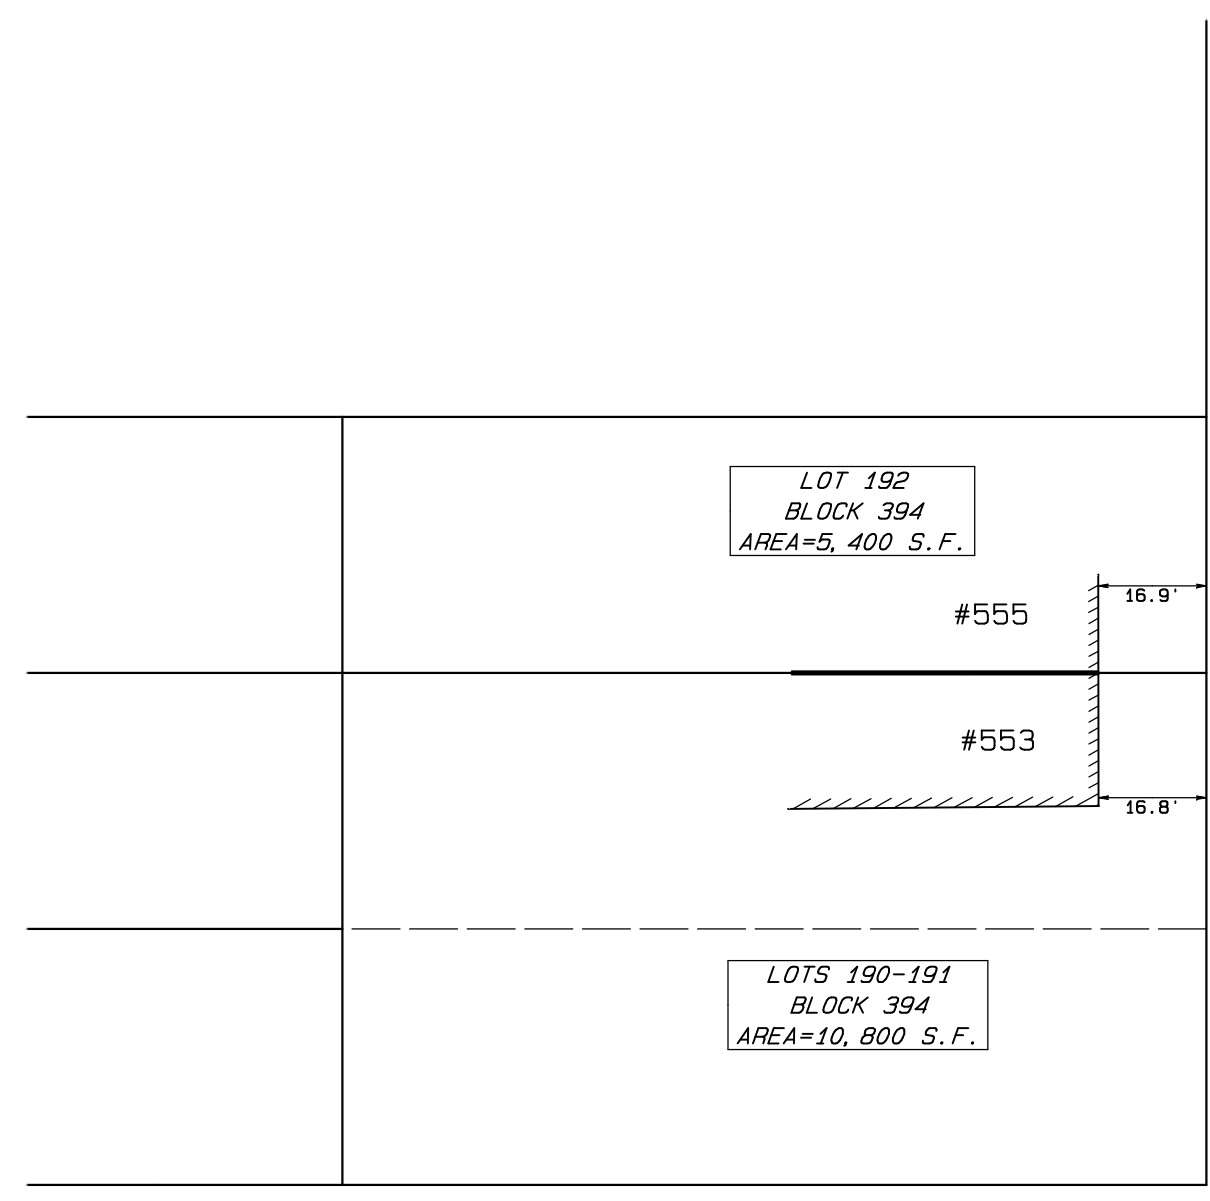 LOT 192
BLOCK 394
AREA=5,400 S.F.
16.9'
#555
#553
16.8'
LOTS 190-191
BLOCK 394
AREA=10,800 S.F.